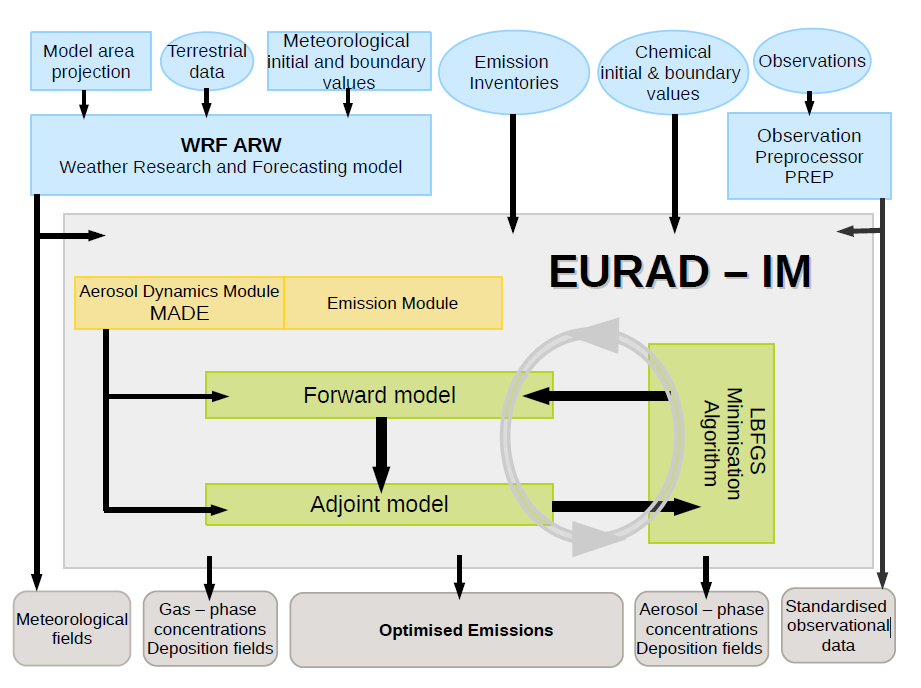 Model area
projection
Terrestrial
data
Meteorological
initial and boundary
values
Emission
Inventories
Chemical
initial & boundary
values
Observations
WRF ARW
Weather Research and Forecasting model
Observation
Preprocessor
PREP
EURAD – IM
Aerosol Dynamics Module
MADE
Emission Module
Forward model
Adjoint model
LBFGS
Minimisation
Algorithm
Meteorological
fields
Gas – phase
concentrations
Deposition fields
Optimised Emissions
Aerosol – phase
concentrations
Deposition fields
Standardised
observational
data